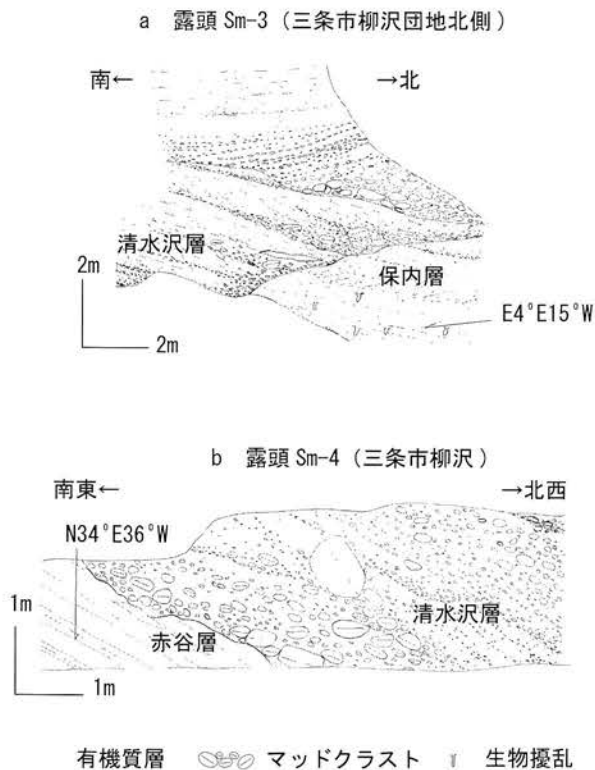 a 露頭 Sm-3 (三条市柳沢団地北側)
南← →北
清水沢層
保内層
2m
2m
E4°E15°W
b 露頭 Sm-4 (三条市柳沢)
南東← →北西
N34°E36°W
1m
赤谷層
清水沢層
1m
有機質層 マッドクラスト 生物擾乱